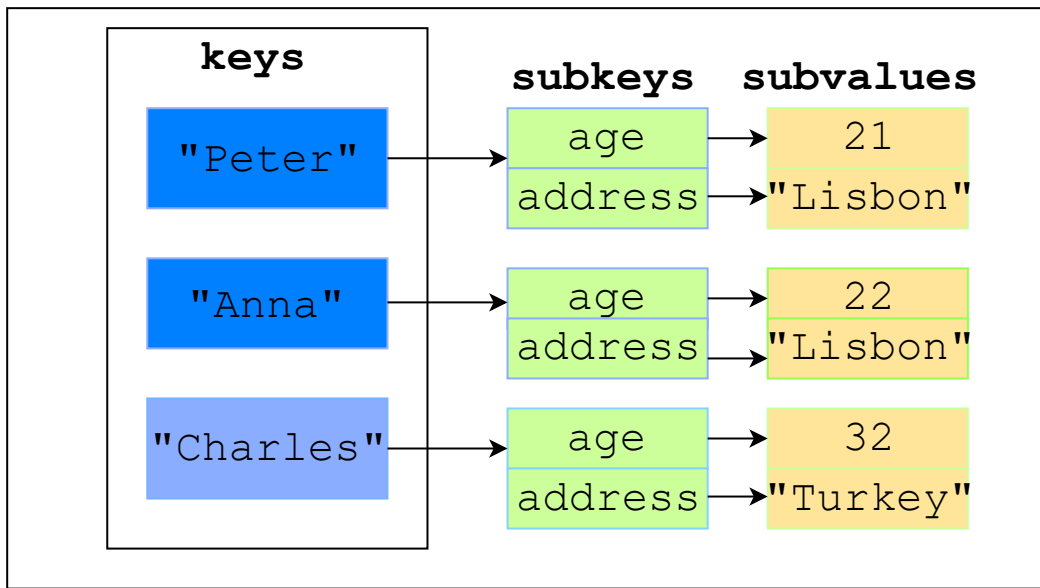 keys
subkeys subvalues
"Peter"
age 21
address "Lisbon"
"Anna"
age 22
address "Lisbon"
"Charles"
age 32
address "Turkey"